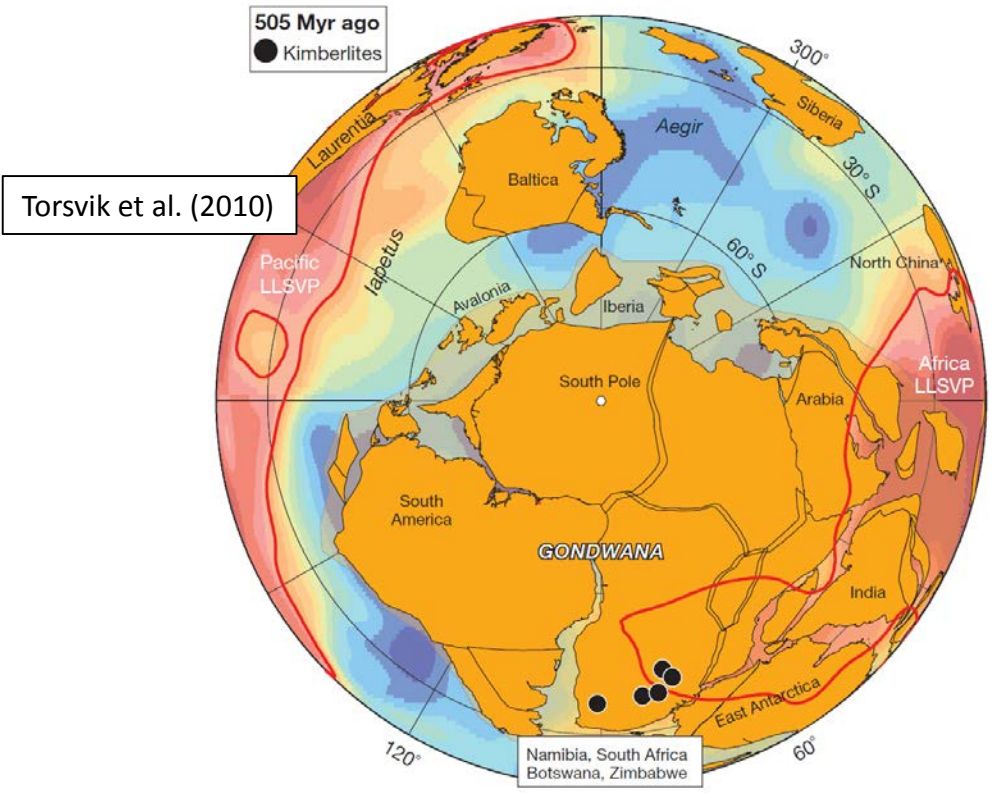 505 Myr ago
Kimberlites
300°
Siberia
Laurentia
Aegir
Baltica
30° S
Torsvik et al. (2010)
Iapetus
60° S
Pacific
LLSVP
North China
Avalonia
Iberia
South Pole
Africa
LLSVP
Arabia
South
America
GONDWANA
India
East Antarctica
120°
Namibia, South Africa
Botswana, Zimbabwe
60°